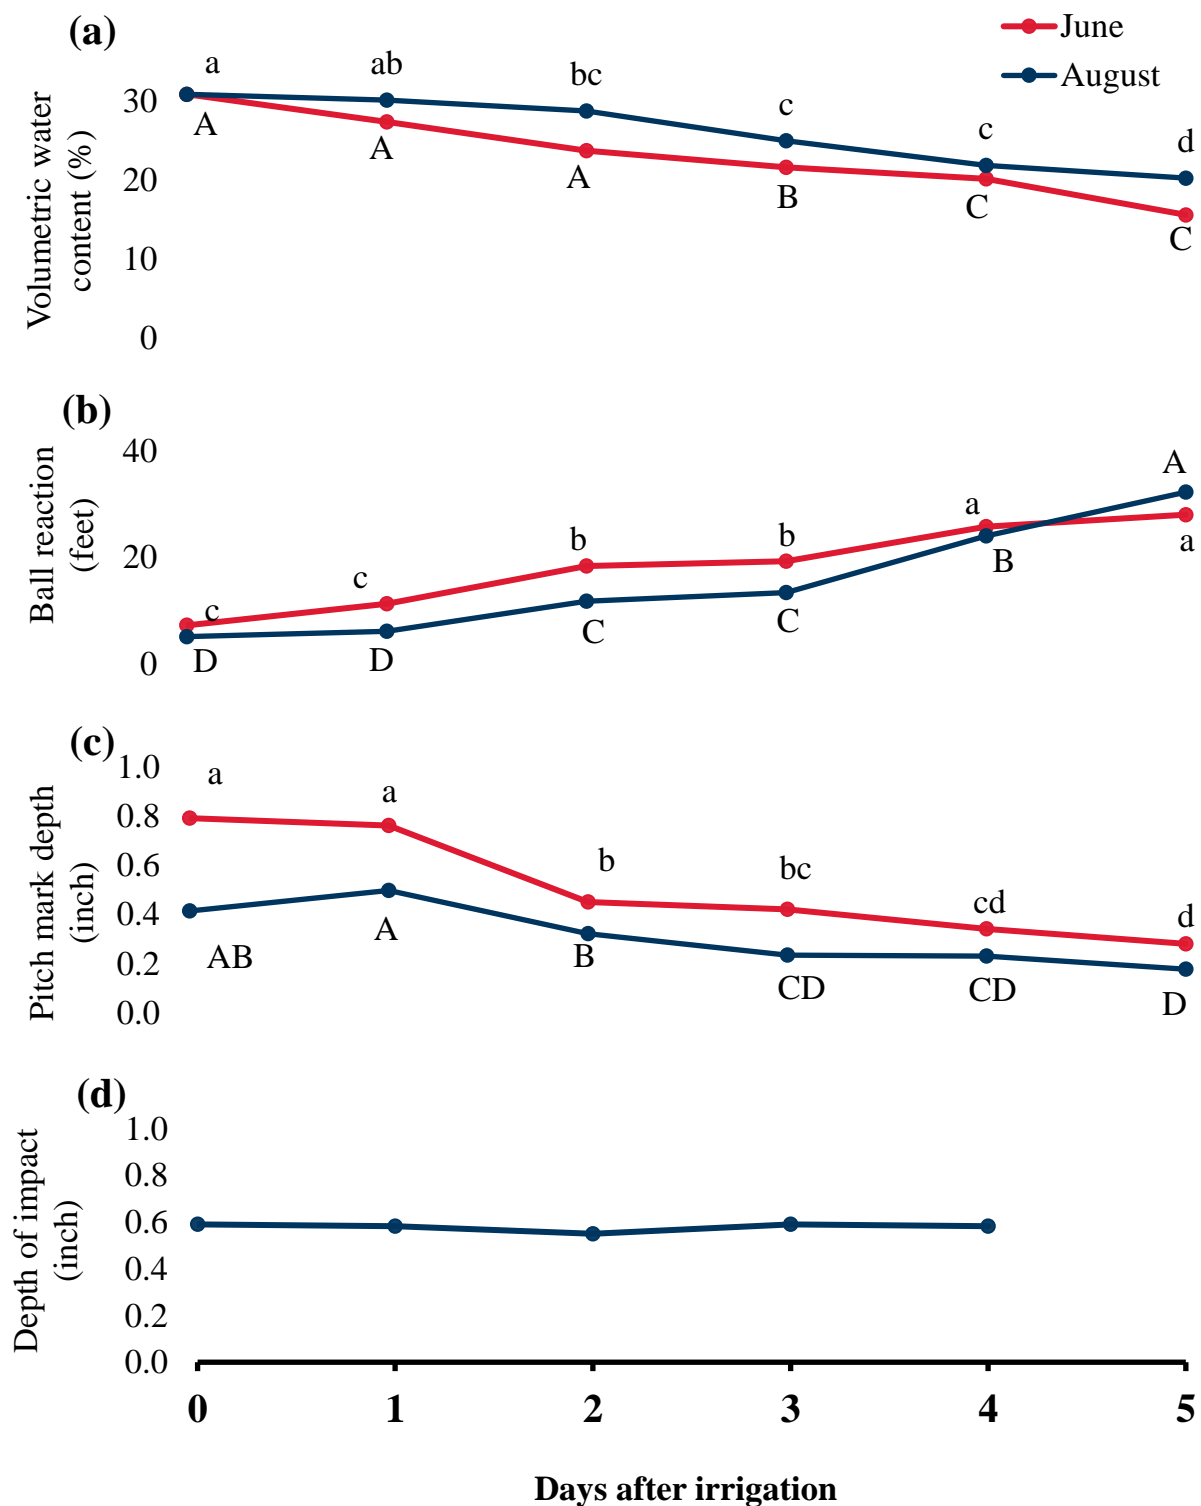 (a)
June
August
a
ab
bc
c
c
d
30
20
10
0
A
A
A
B
C
C
Volumetric water
content (%)
(b)
40
20
0
A
a
b
b
c
c
a
B
C
C
D
D
Ball reaction
(feet)
(c)
1.0
0.8
0.6
0.4
0.2
0.0
a
a
b
bc
cd
d
AB
A
B
CD
CD
D
Pitch mark depth
(inch)
(d)
1.0
0.8
0.6
0.4
0.2
0.0
Depth of impact
(inch)
0 1 2 3 4 5
Days after irrigation